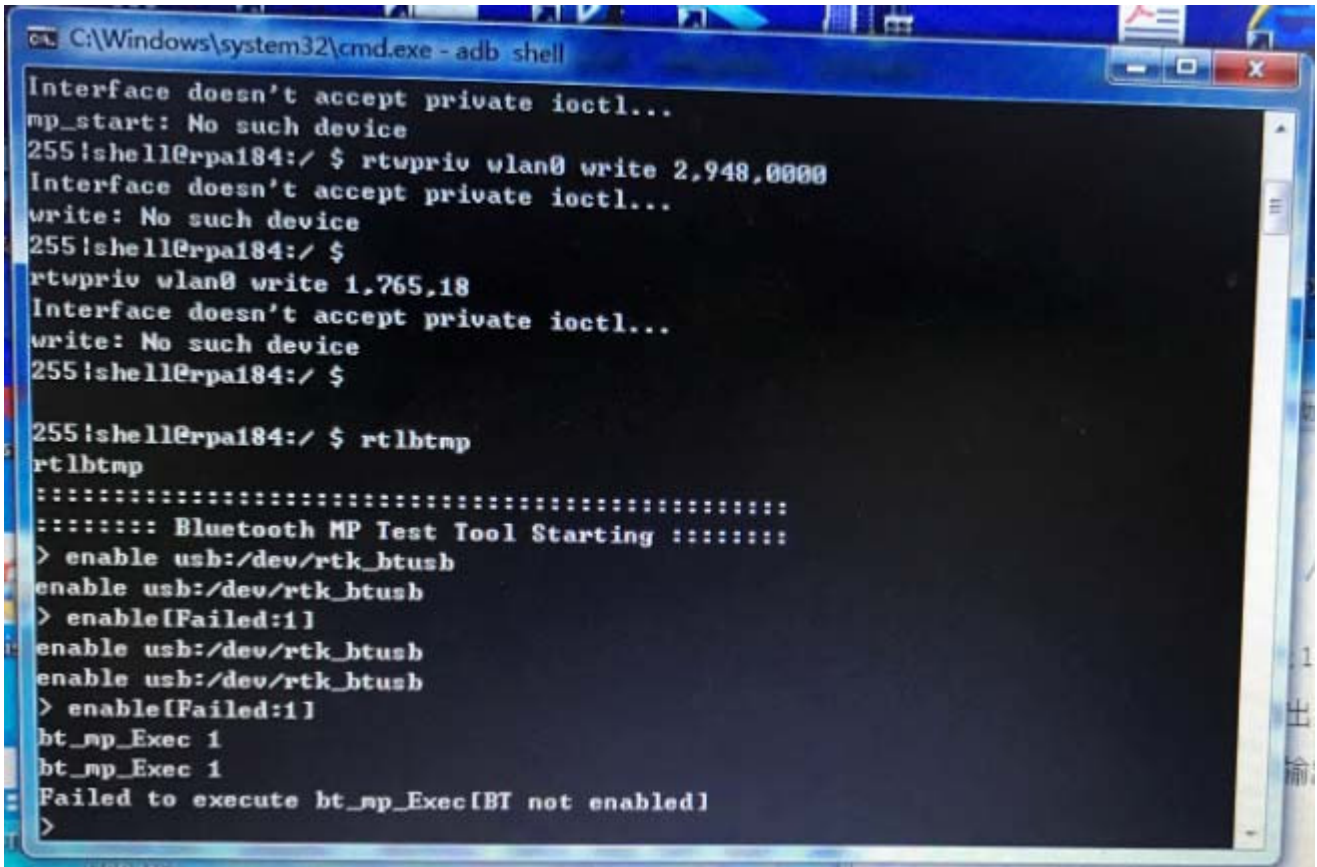 C:\Windows\system32\cmd.exe - adb shell
Interface doesn't accept private ioctl...
mp_start: No such device
255|shell@rpa184:/ $ rtwpriv wlan0 write 2,948,0000
Interface doesn't accept private ioctl...
write: No such device
255|shell@rpa184:/ $
rtwpriv wlan0 write 1,765,18
Interface doesn't accept private ioctl...
write: No such device
255|shell@rpa184:/ $
255|shell@rpa184:/ $ rtlbtmp
rtlbtmp
::::::::::::::::::::::::::::::::::::::::::::::::
:::::::: Bluetooth MP Test Tool Starting ::::::::
> enable usb:/dev/rtk_btusb
enable usb:/dev/rtk_btusb
> enable[Failed:1]
enable usb:/dev/rtk_btusb
enable usb:/dev/rtk_btusb
> enable[Failed:1]
bt_mp_Exec 1
bt_mp_Exec 1
Failed to execute bt_mp_Exec[BT not enabled]
>
出